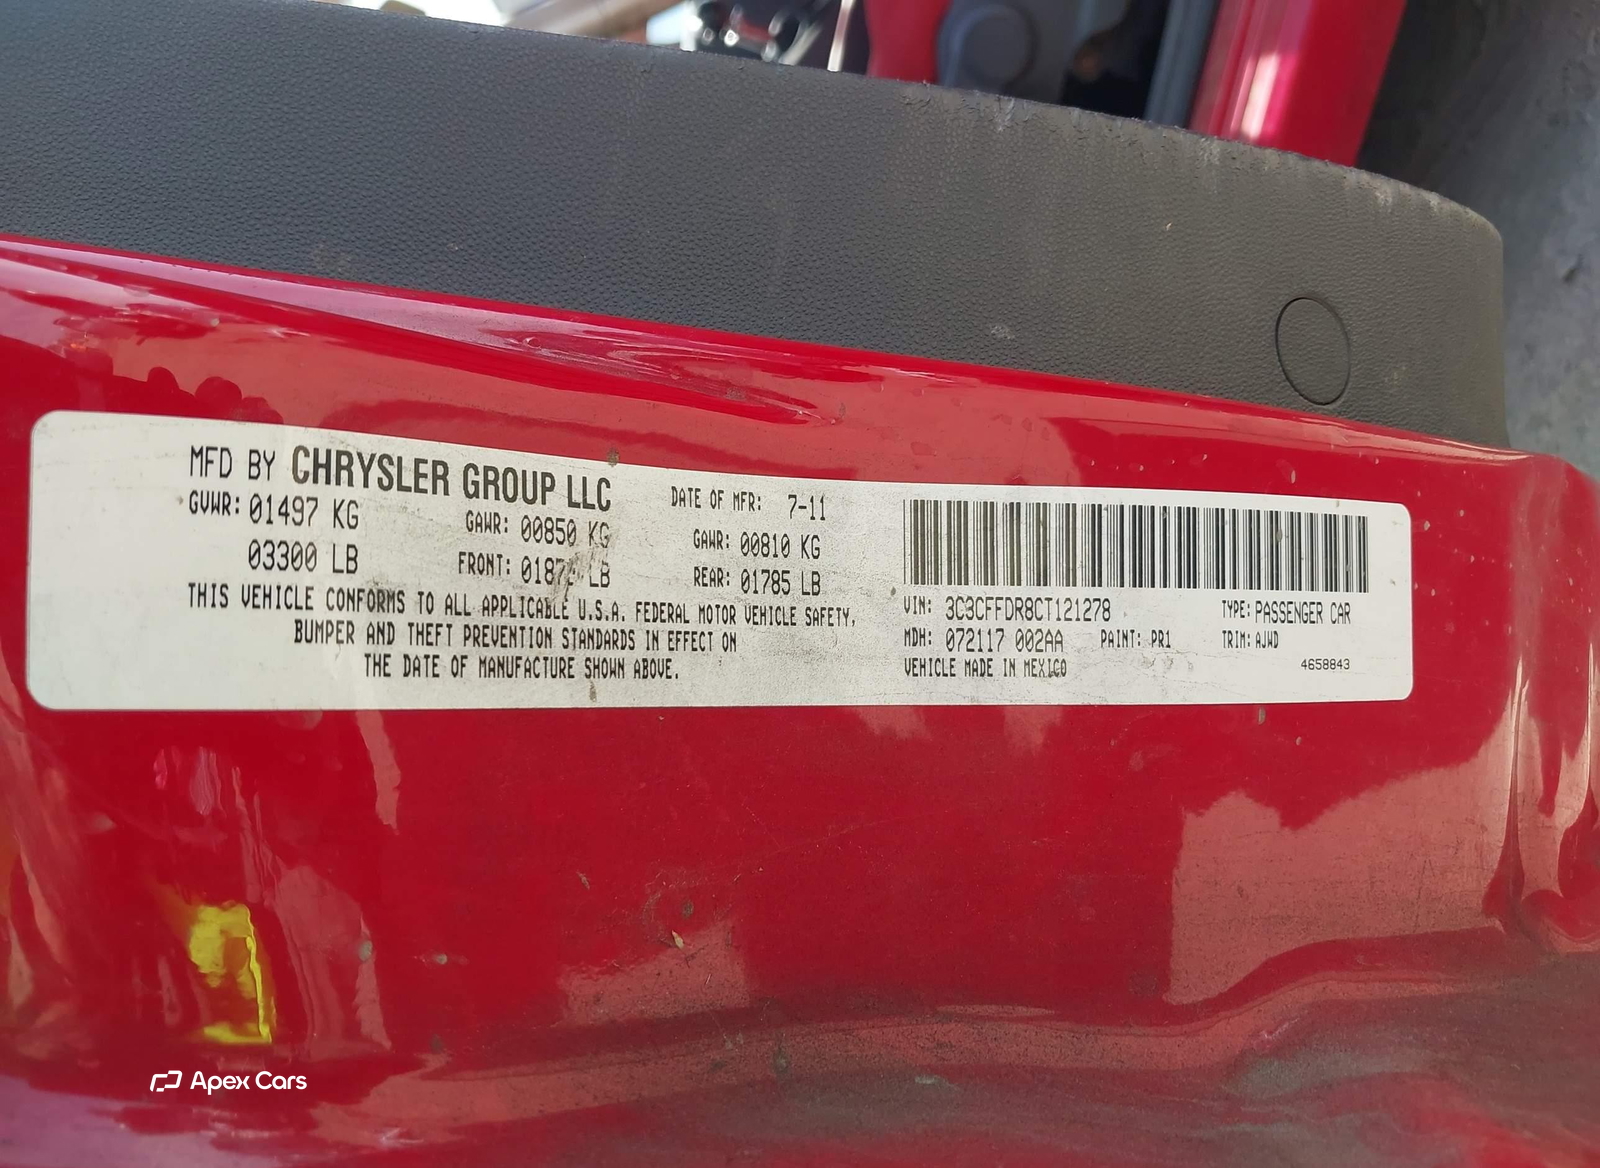 MFD BY CHRYSLER GROUP LLC
DATE OF MFR: 7-11
GVWR: 01497 KG
GAWR: 00850 KG
GAWR: 00810 KG
03300 LB
FRONT: LB
REAR: 01785 LB
THIS VEHICLE CONFORMS TO ALL APPLICABLE U.S.A. FEDERAL MOTOR VEHICLE SAFETY,
BUMPER AND THEFT PREVENTION STANDARDS IN EFFECT ON
THE DATE OF MANUFACTURE SHOWN ABOVE.
VIN: 3C3CFFDR8CT121278 TYPE: PASSENGER CAR
MDH: 072117 002AA PAINT: PR1 TRIM: AJWD
VEHICLE MADE IN MEXICO 4658843
Apex Cars